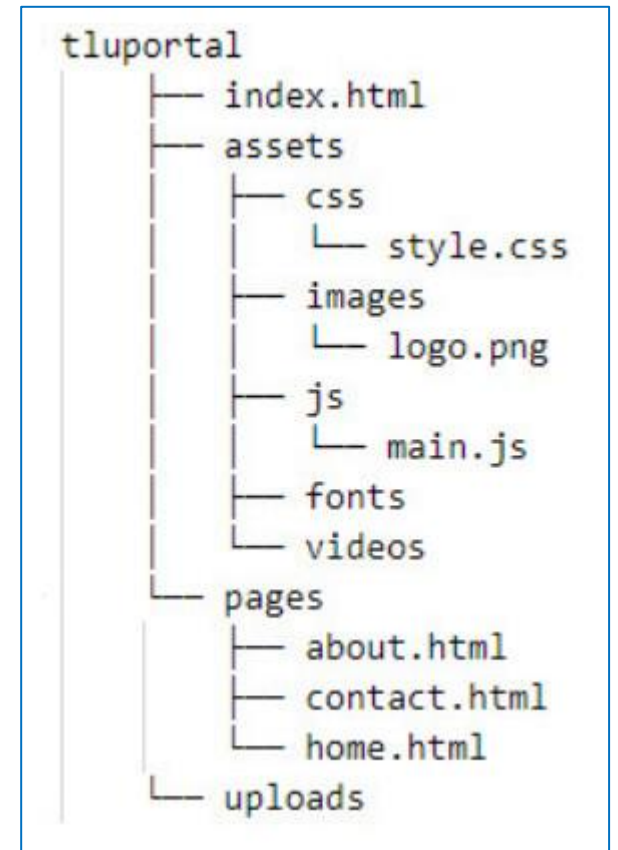 tluportal
├── index.html
├── assets
│   ├── css
│   │   └── style.css
│   ├── images
│   │   └── logo.png
│   ├── js
│   │   └── main.js
│   ├── fonts
│   └── videos
└── pages
    ├── about.html
    ├── contact.html
    └── home.html
└── uploads